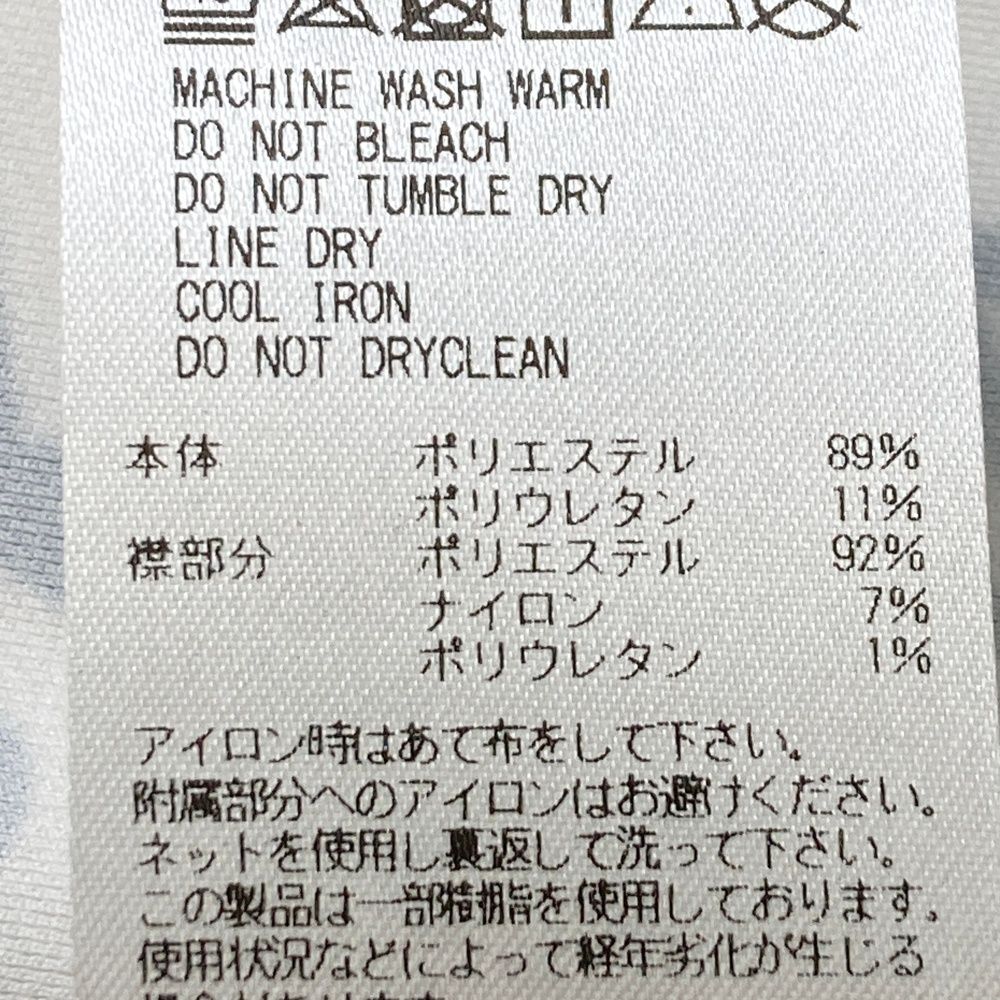 MACHINE WASH WARM
DO NOT BLEACH
DO NOT TUMBLE DRY
LINE DRY
COOL IRON
DO NOT DRYCLEAN
本体 ポリエステル 89%
ポリウレタン 11%
襟部分 ポリエステル 92%
ナイロン 7%
ポリウレタン 1%
アイロン時はあて布をして下さい。
附属部分へのアイロンはお避けください。
ネットを使用し裏返して洗って下さい。
この製品は一部樹脂を使用しております。
使用状況などによって経年劣化が生じる